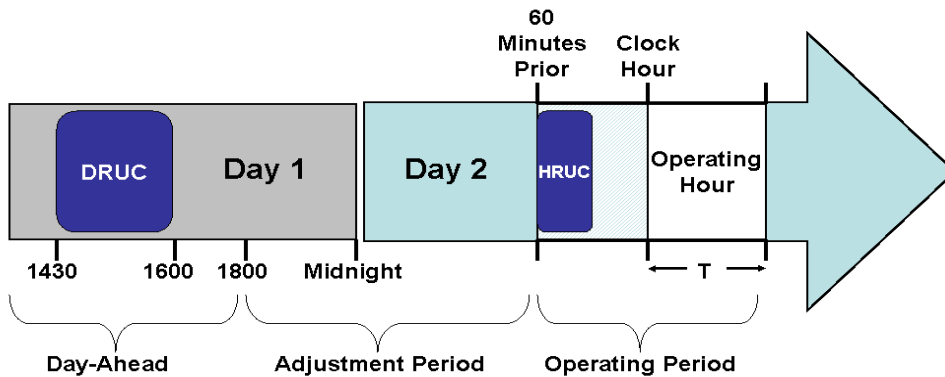 60
Minutes
Prior
Clock
Hour
DRUC
Day 1
Day 2
HRUC
Operating
Hour
1430
1600
1800
Midnight
T
Day-Ahead
Adjustment Period
Operating Period